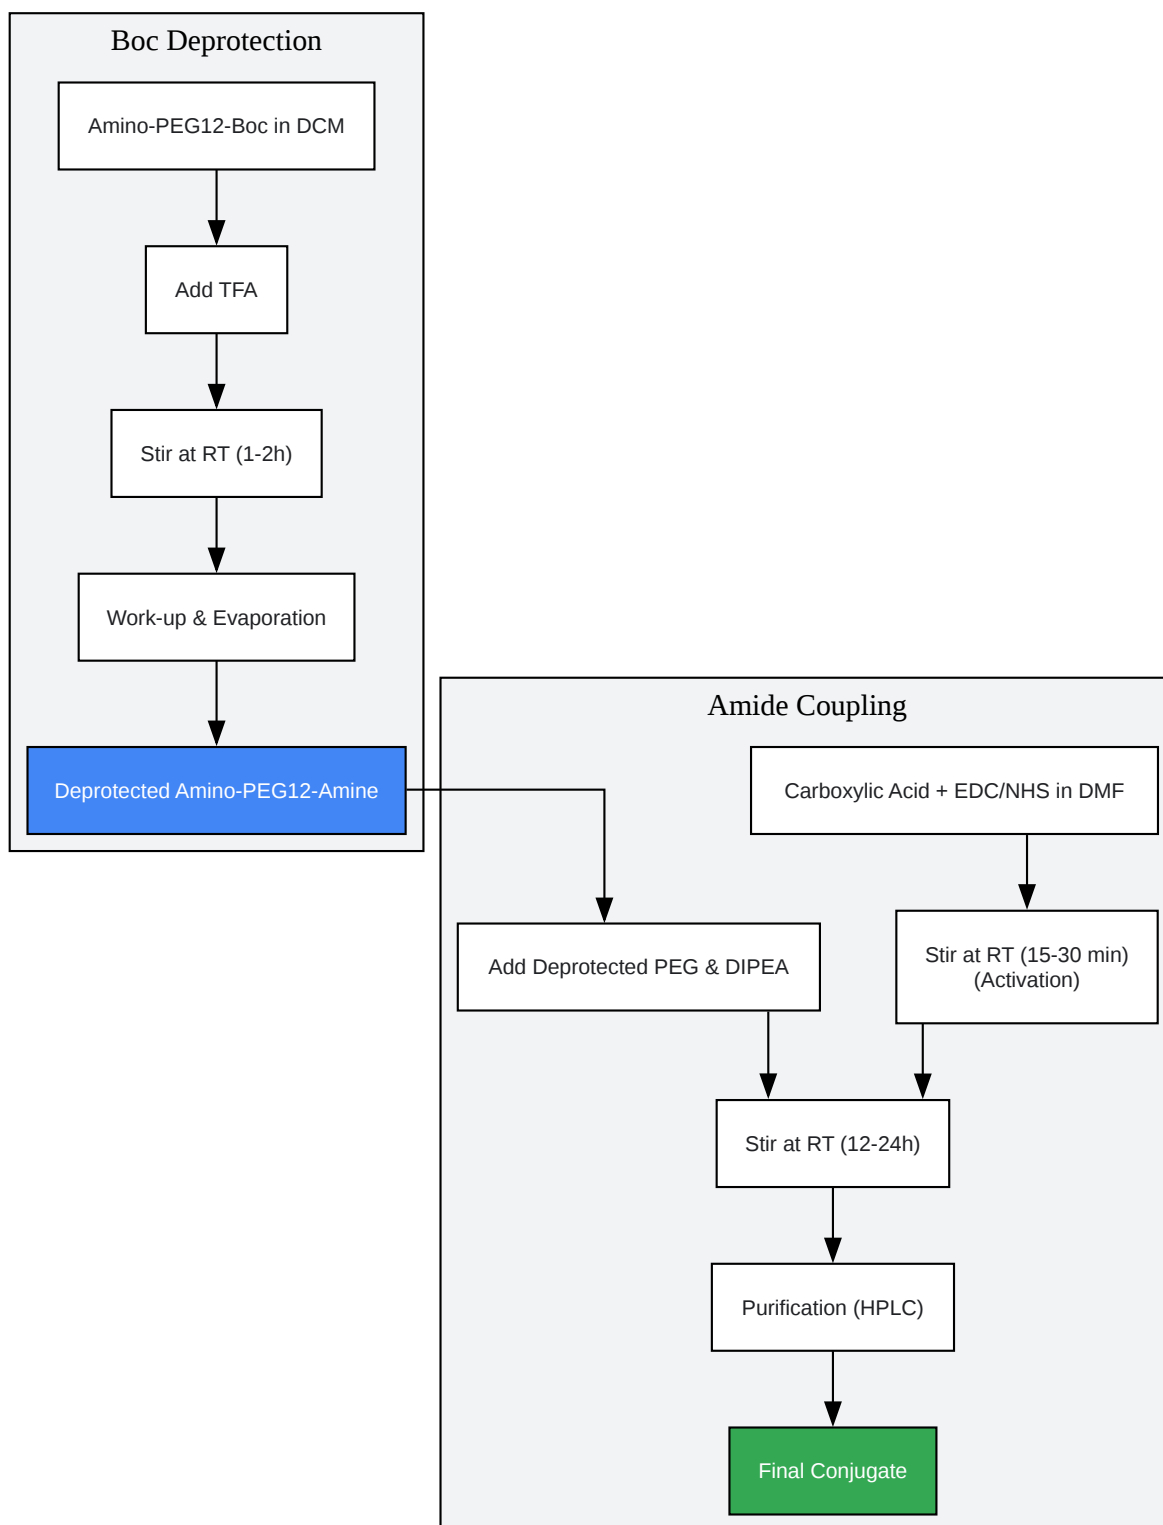 Boc Deprotection
Amino-PEG12-Boc in DCM
Add TFA
Stir at RT (1-2h)
Work-up & Evaporation
Deprotected Amino-PEG12-Amine
Amide Coupling
Carboxylic Acid + EDC/NHS in DMF
Add Deprotected PEG & DIPEA
Stir at RT (15-30 min)
(Activation)
Stir at RT (12-24h)
Purification (HPLC)
Final Conjugate